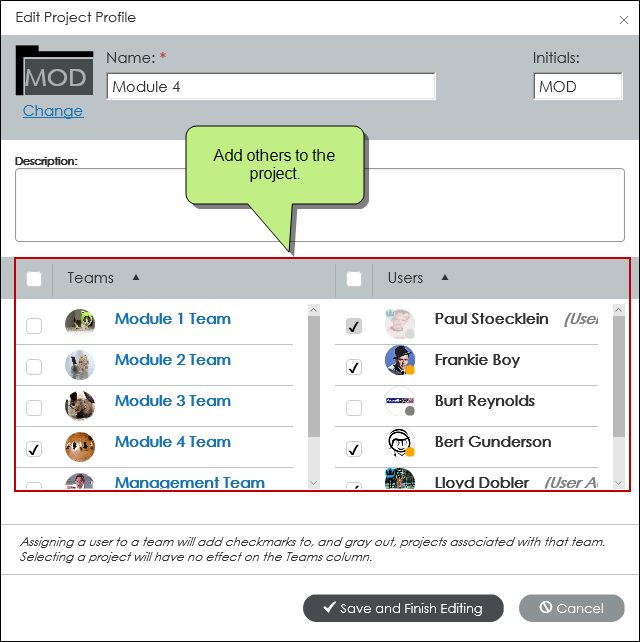 Edit Project Profile
MOD
Name: *
Initials:
Module 4
MOD
Change
Add others to the
project.
Description:
Teams
Users
Module 1 Team
Paul Stoecklein (User
Module 2 Team
Frankie Boy
Module 3 Team
Burt Reynolds
Module 4 Team
Bert Gunderson
Management Team
Lloyd Dobler (User A
Assigning a user to a team will add checkmarks to, and gray out, projects associated with that team.
Selecting a project will have no effect on the Teams column.
Save and Finish Editing
Cancel